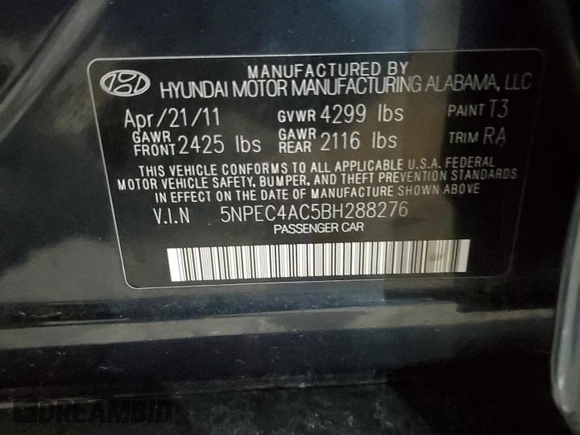 MANUFACTURED BY
HYUNDAI MOTOR MANUFACTURING ALABAMA, LLC
Apr/21/11 GVWR 4299 lbs PAINT T3
GAWR FRONT 2425 lbs GAWR REAR 2116 lbs TRIM RA
THIS VEHICLE CONFORMS TO ALL APPLICABLE U.S.A. FEDERAL
MOTOR VEHICLE SAFETY, BUMPER, AND THEFT PREVENTION STANDARDS
IN EFFECT ON THE DATE OF MANUFACTURE SHOWN ABOVE.
V.I.N 5NPEC4AC5BH288276
PASSENGER CAR
DREAMBID